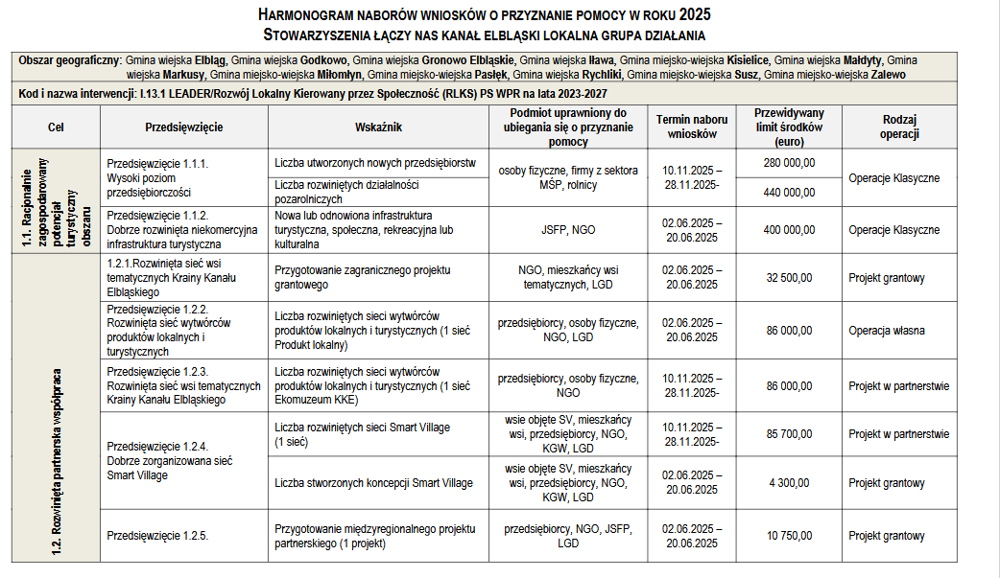 HARMONOGRAM NABORÓW WNIOSKÓW O PRZYZNANIE POMOCY W ROKU 2025
STOWARZYSZENIA ŁĄCZY NAS KANAŁ ELBLĄSKI LOKALNA GRUPA DZIAŁANIA
Obszar geograficzny: Gmina wiejska Elbląg, Gmina wiejska Godkowo, Gmina wiejska Gronowo Elbląskie, Gmina wiejska Iława, Gmina miejsko-wiejska Kisielice, Gmina wiejska Małdyty, Gmina
wiejska Markusy, Gmina miejsko-wiejska Miłomłyn, Gmina miejsko-wiejska Pasłęk, Gmina wiejska Rychliki, Gmina miejsko-wiejska Susz, Gmina miejsko-wiejska Zalewo
Kod i nazwa interwencji: I.13.1 LEADER/Rozwój Lokalny Kierowany przez Społeczność (RLKS) PS WPR na lata 2023-2027
Cel
Przedsięwzięcie
Wskaźnik
Podmiot uprawniony do
ubiegania się o przyznanie
pomocy
Termin naboru
wniosków
Przewidywany
limit środków
(euro)
Rodzaj
operacji
1.1. Racjonalnie
zagospodarowany
potencjał
turystyczny
obszaru
Przedsięwzięcie 1.1.1.
Wysoki poziom
przedsiębiorczości
Liczba utworzonych nowych przedsiębiorstw
Liczba rozwiniętych działalności
pozarolniczych
osoby fizyczne, firmy z sektora
MŚP, rolnicy
10.11.2025 –
28.11.2025-
280 000,00
440 000,00
Operacje Klasyczne
Przedsięwzięcie 1.1.2.
Dobrze rozwinięta niekomercyjna
infrastruktura turystyczna
Nowa lub odnowiona infrastruktura
turystyczna, społeczna, rekreacyjna lub
kulturalna
JSFP, NGO
02.06.2025 –
20.06.2025
400 000,00
Operacje Klasyczne
1.2. Rozwinięta partnerska współpraca
1.2.1.Rozwinięta sieć wsi
tematycznych Krainy Kanału
Elbląskiego
Przygotowanie zagranicznego projektu
grantowego
NGO, mieszkańcy wsi
tematycznych, LGD
02.06.2025 –
20.06.2025
32 500,00
Projekt grantowy
Przedsięwzięcie 1.2.2.
Rozwinięta sieć wytwórców
produktów lokalnych i
turystycznych
Liczba rozwiniętych sieci wytwórców
produktów lokalnych i turystycznych (1 sieć
Produkt lokalny)
przedsiębiorcy, osoby fizyczne,
NGO, LGD
02.06.2025 –
20.06.2025
86 000,00
Operacja własna
Przedsięwzięcie 1.2.3.
Rozwinięta sieć wsi tematycznych
Krainy Kanału Elbląskiego
Liczba rozwiniętych sieci wytwórców
produktów lokalnych i turystycznych (1 sieć
Ekomuzeum KKE)
przedsiębiorcy, osoby fizyczne,
NGO
10.11.2025 –
28.11.2025-
86 000,00
Projekt w partnerstwie
Przedsięwzięcie 1.2.4.
Dobrze zorganizowana sieć
Smart Village
Liczba rozwiniętych sieci Smart Village
(1 sieć)
wsie objęte SV, mieszkańcy
wsi, przedsiębiorcy, NGO,
KGW, LGD
10.11.2025 –
28.11.2025-
85 700,00
Projekt w partnerstwie
Liczba stworzonych koncepcji Smart Village
wsie objęte SV, mieszkańcy
wsi, przedsiębiorcy, NGO,
KGW, LGD
02.06.2025 –
20.06.2025
4 300,00
Projekt grantowy
Przedsięwzięcie 1.2.5.
Przygotowanie międzyregionalnego projektu
partnerskiego (1 projekt)
przedsiębiorcy, NGO, JSFP,
LGD
02.06.2025 –
20.06.2025
10 750,00
Projekt grantowy